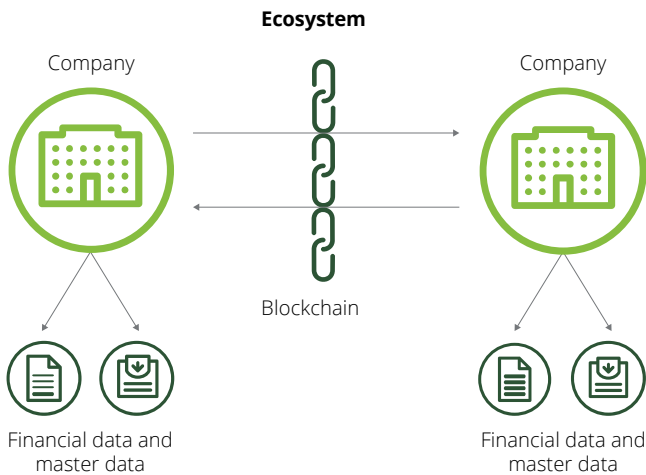 Ecosystem
Company
Company
Blockchain
Financial data and
master data
Financial data and
master data